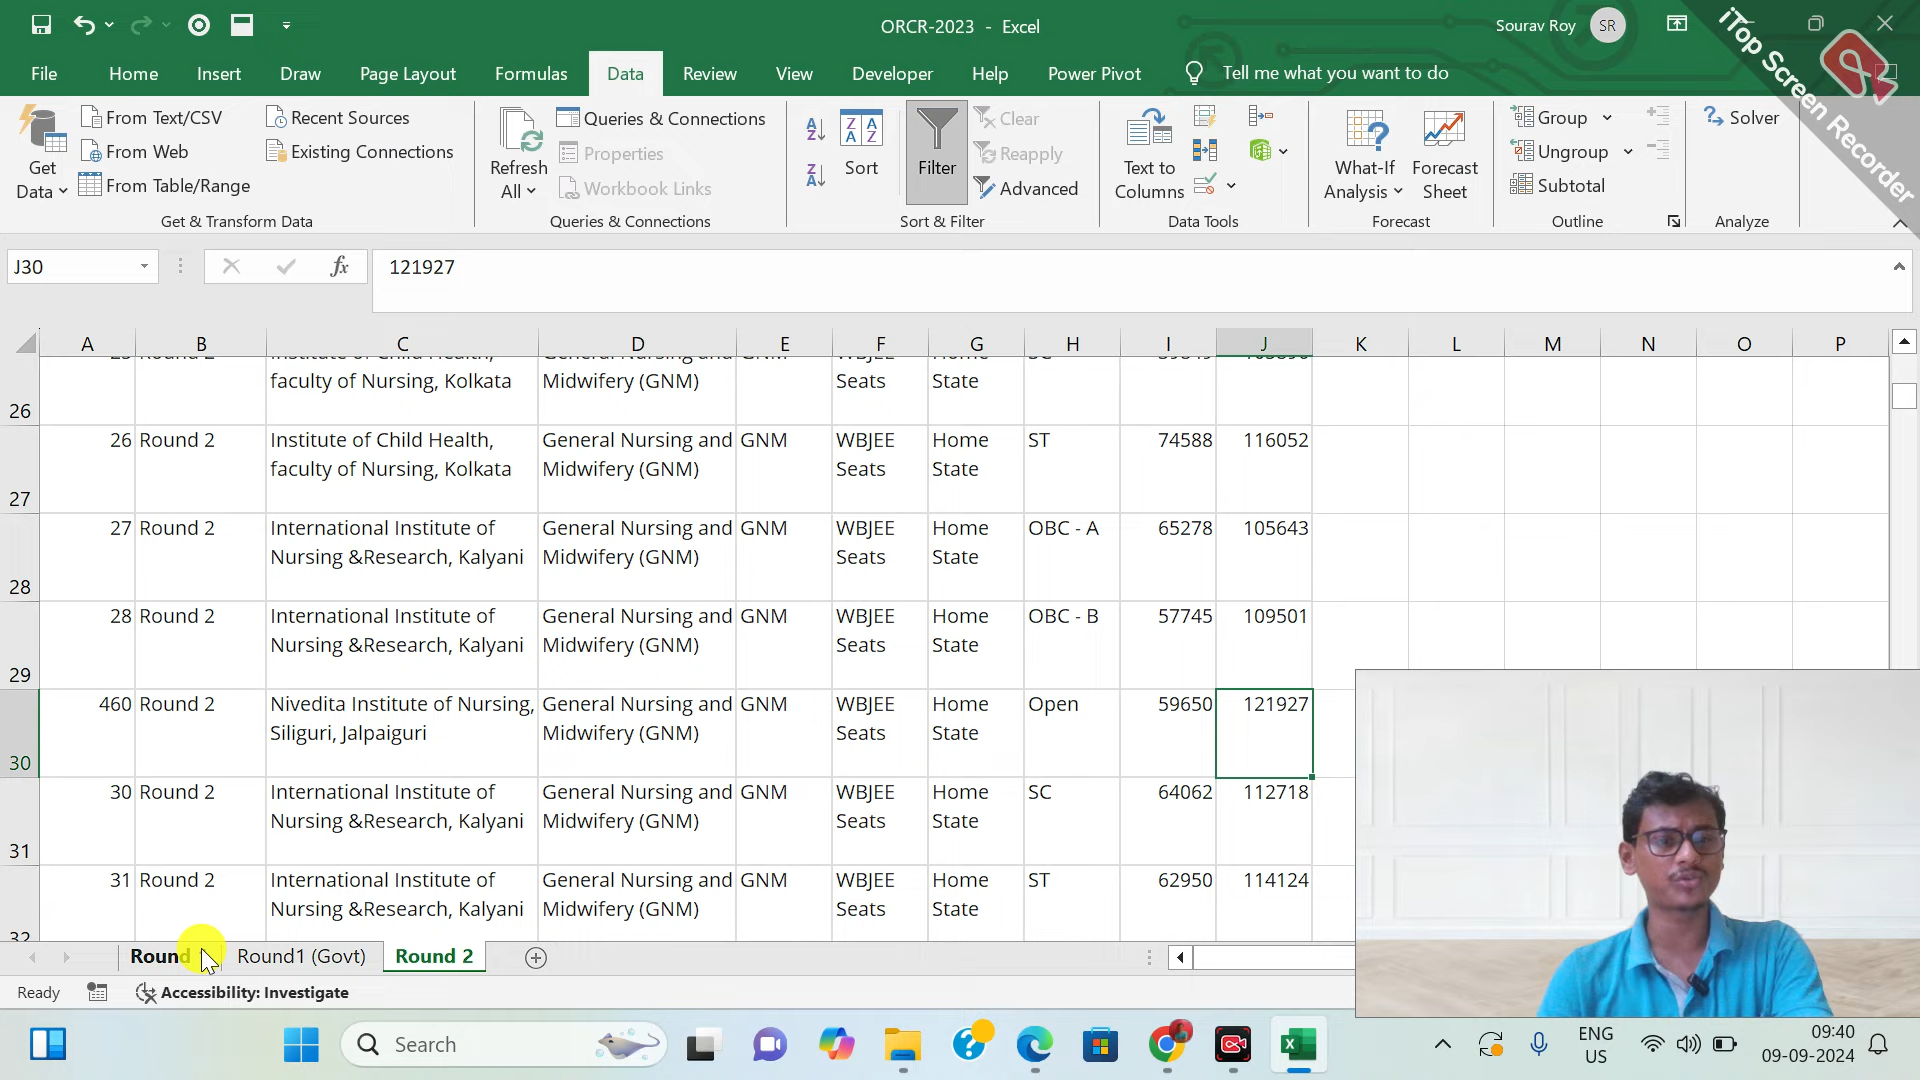 ORCR-2023 - Excel
Sourav Roy
SR
iTop Screen Recorder
File
Home
Insert
Draw
Page Layout
Formulas
Data
Review
View
Developer
Help
Power Pivot
Tell me what you want to do
Get
Data
From Text/CSV
From Web
From Table/Range
Recent Sources
Existing Connections
Get & Transform Data
Refresh
All
Queries & Connections
Properties
Workbook Links
Queries & Connections
Sort
Filter
Clear
Reapply
Advanced
Sort & Filter
Text to
Columns
Data Tools
What-If
Analysis
Forecast
Sheet
Forecast
Group
Ungroup
Subtotal
Outline
Solver
Analyze
J30
fx
121927
A B C D E F G H I J K L M N O P
faculty of Nursing, Kolkata Midwifery (GNM) Seats State
26
26 Round 2 Institute of Child Health, General Nursing and GNM WBJEE Home ST 74588 116052
faculty of Nursing, Kolkata Midwifery (GNM) Seats State
27
27 Round 2 International Institute of General Nursing and GNM WBJEE Home OBC - A 65278 105643
Nursing &Research, Kalyani Midwifery (GNM) Seats State
28
28 Round 2 International Institute of General Nursing and GNM WBJEE Home OBC - B 57745 109501
Nursing &Research, Kalyani Midwifery (GNM) Seats State
29
460 Round 2 Nivedita Institute of Nursing, General Nursing and GNM WBJEE Home Open 59650 121927
Siliguri, Jalpaiguri Midwifery (GNM) Seats State
30
30 Round 2 International Institute of General Nursing and GNM WBJEE Home SC 64062 112718
Nursing &Research, Kalyani Midwifery (GNM) Seats State
31
31 Round 2 International Institute of General Nursing and GNM WBJEE Home ST 62950 114124
Nursing &Research, Kalyani Midwifery (GNM) Seats State
32
Round
Round1 (Govt)
Round 2
Ready
Accessibility: Investigate
Search
ENG
US
09:40
09-09-2024